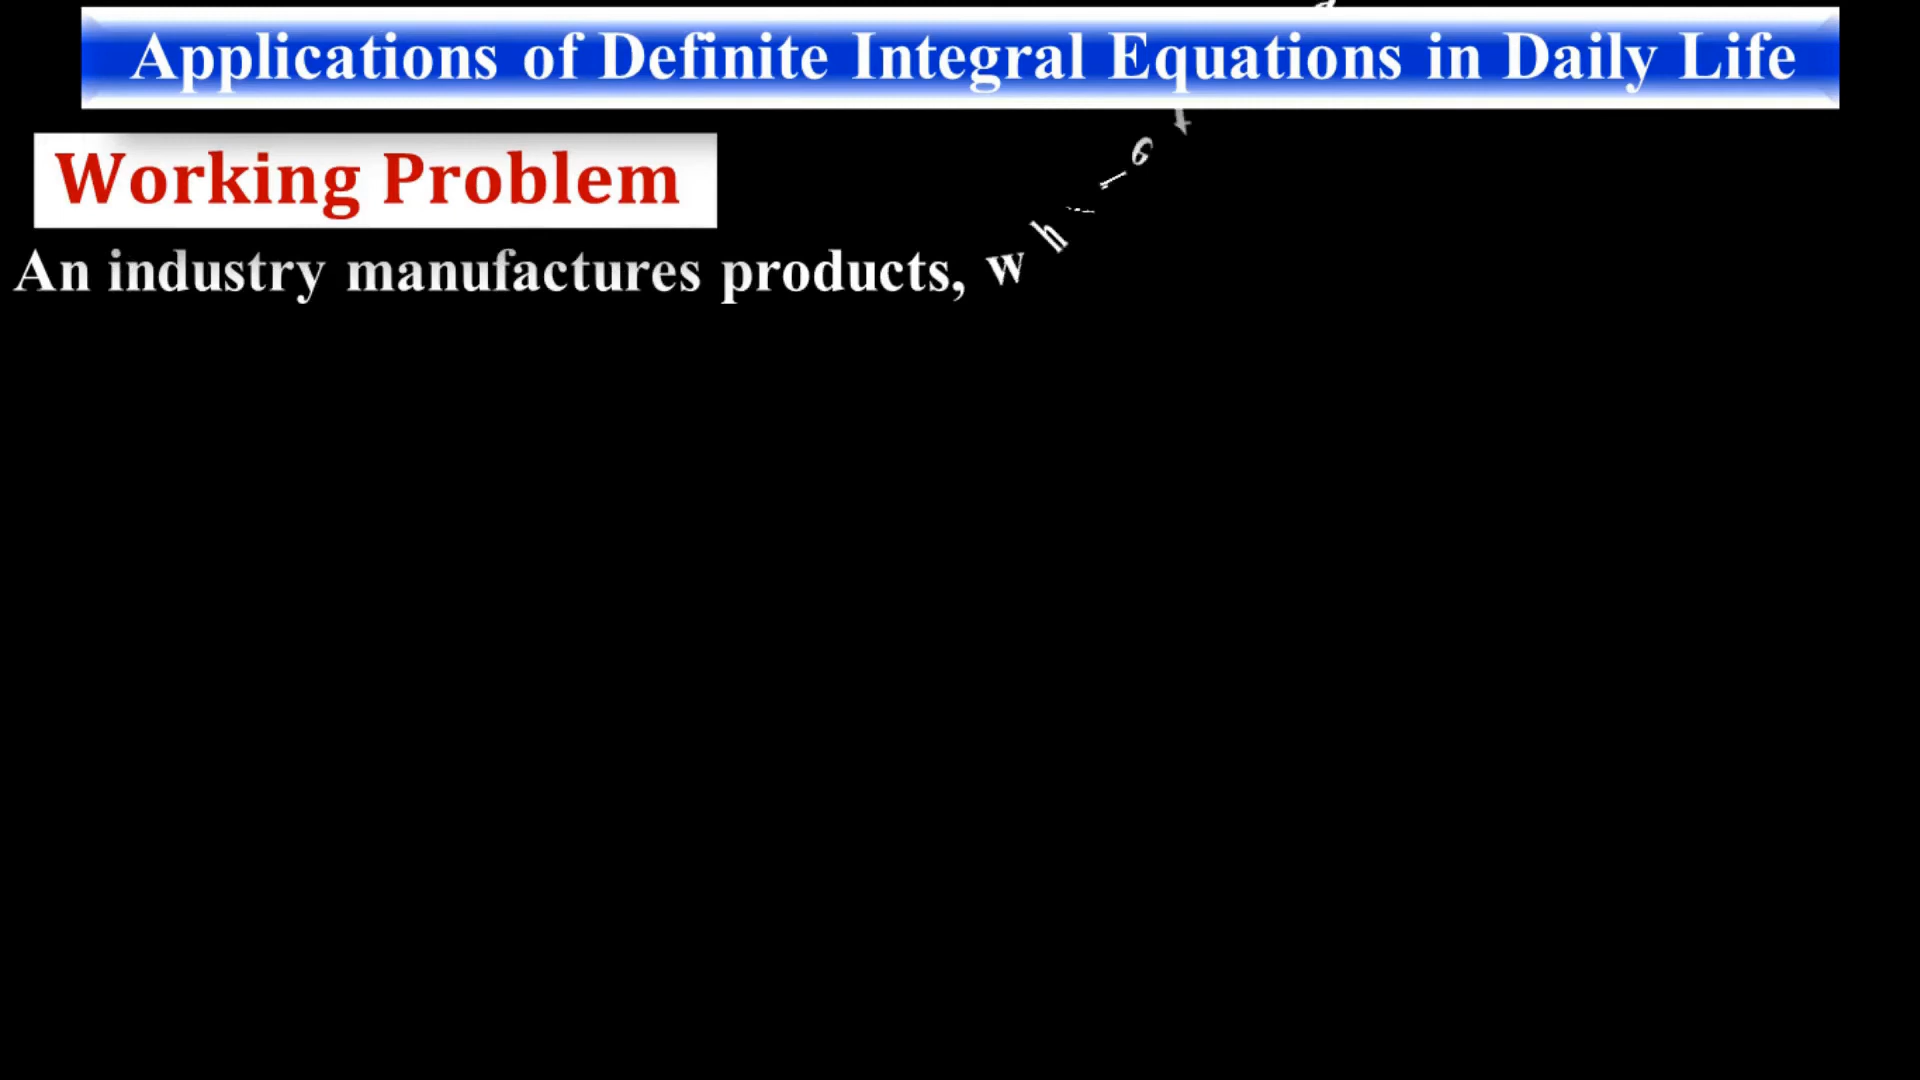 Applications of Definite Integral Equations in Daily Life
Working Problem
An industry manufactures products,